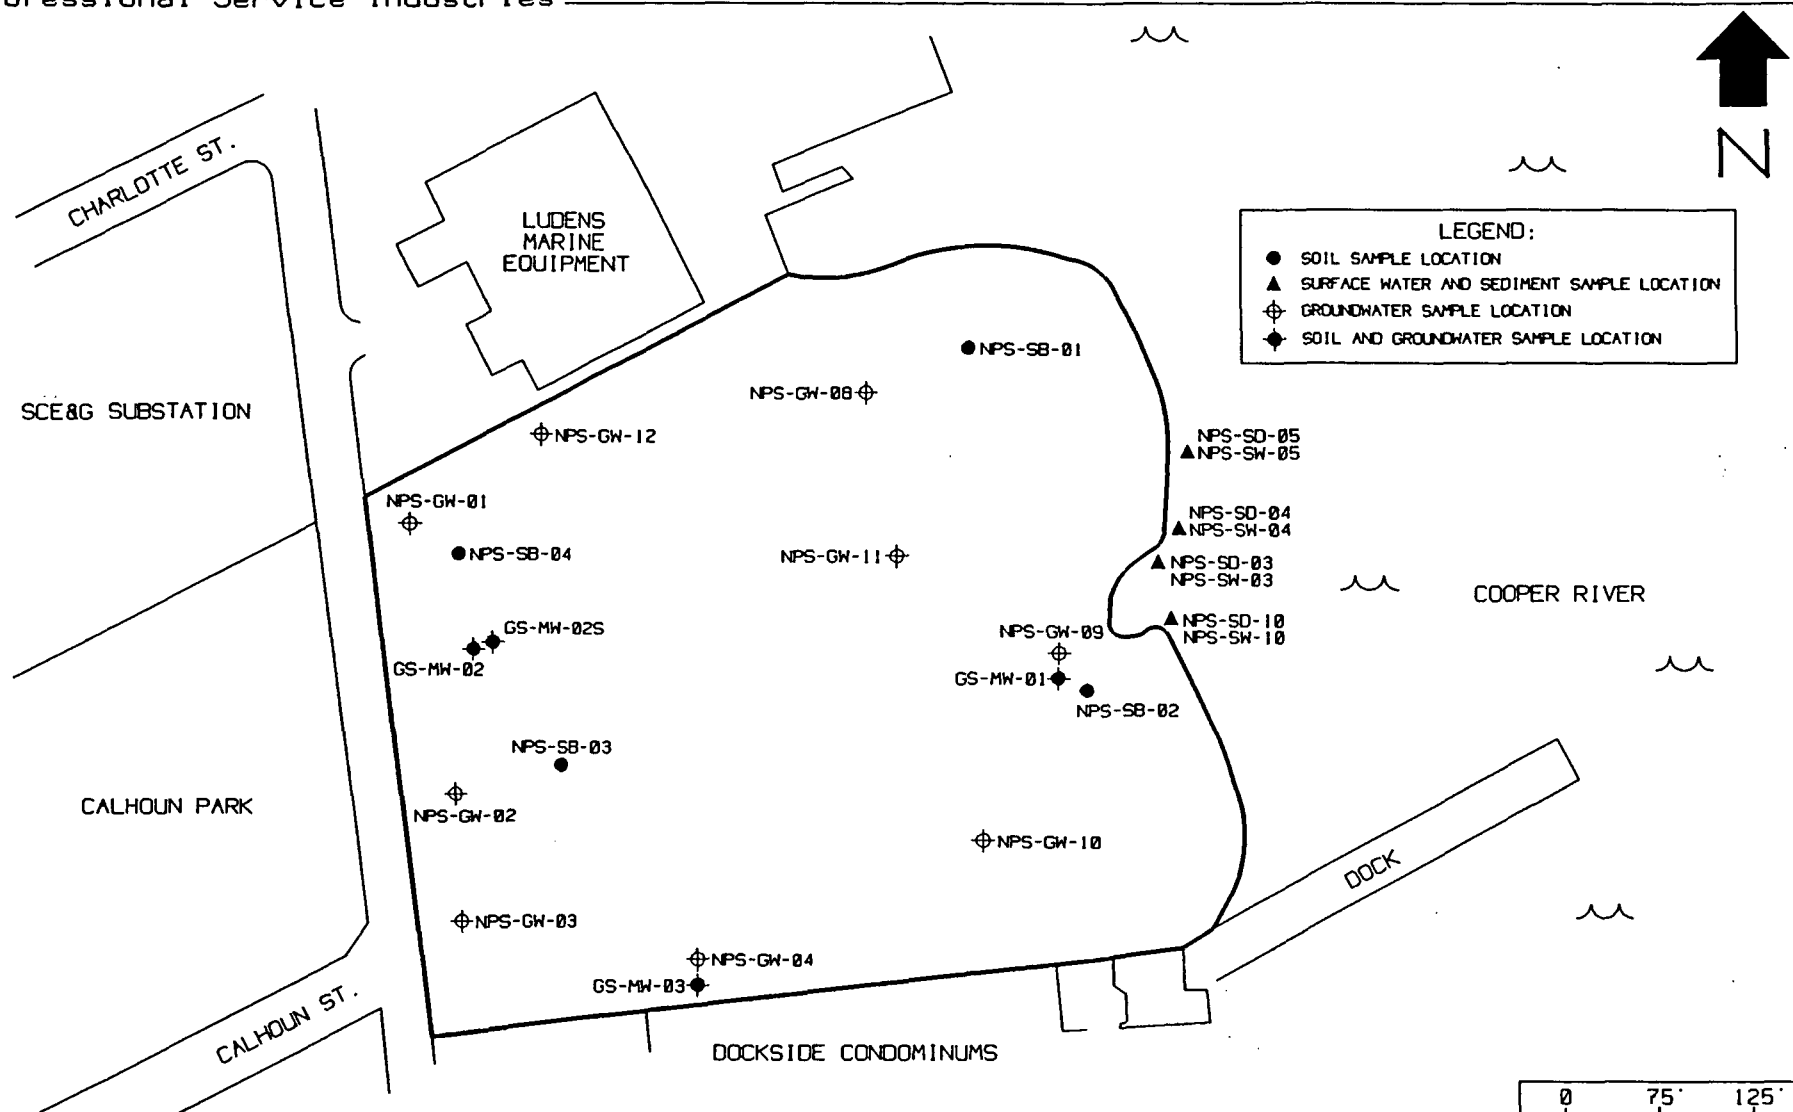 Service Industries
N
CHARLOTTE ST.
LUDENS
MARINE
EQUIPMENT
LEGEND:
SOIL SAMPLE LOCATION
SURFACE WATER AND SEDIMENT SAMPLE LOCATION
GROUNDWATER SAMPLE LOCATION
SOIL AND GROUNDWATER SAMPLE LOCATION
NPS-SB-01
NPS-GW-08
SCE&G SUBSTATION
NPS-GW-12
NPS-SD-05
NPS-SW-05
NPS-GW-01
NPS-SD-04
NPS-SW-04
NPS-SB-04
NPS-GW-11
NPS-SD-03
NPS-SW-03
COOPER RIVER
GS-MW-02S
GS-MW-02
NPS-GW-09
NPS-SD-10
NPS-SW-10
GS-MW-01
NPS-SB-02
NPS-SB-03
CALHOUN PARK
NPS-GW-02
NPS-GW-10
DOCK
NPS-GW-03
NPS-GW-04
GS-MW-03
CALHOUN ST.
DOCKSIDE CONDOMINUMS
0 75' 125'